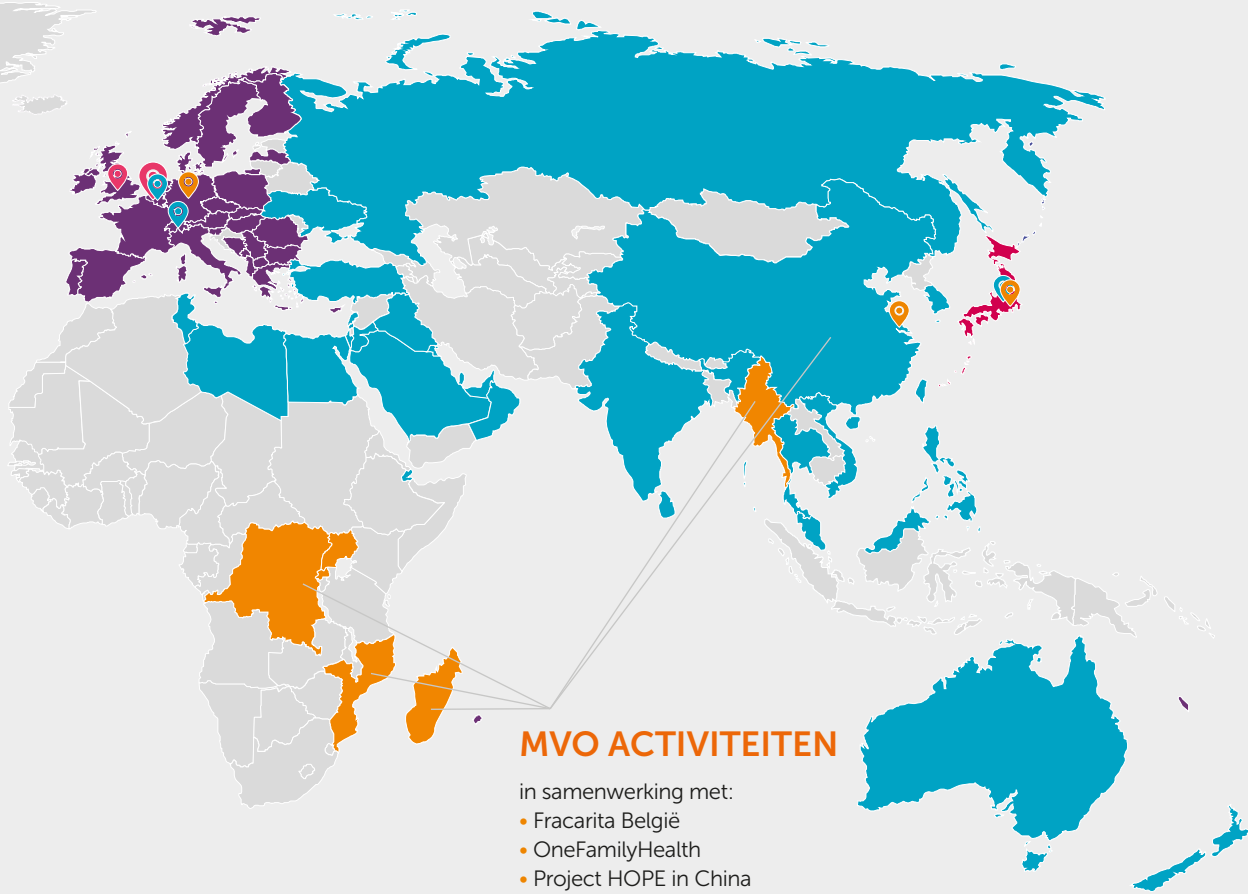 MVO ACTIVITEITEN
in samenwerking met:
• Fracarita België
• OneFamilyHealth
• Project HOPE in China